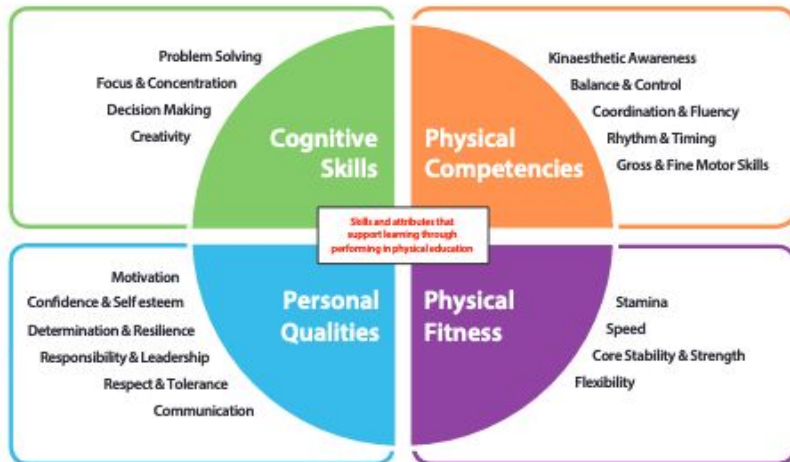 Problem Solving
Focus & Concentration
Decision Making
Creativity
Cognitive
Skills
Kinaesthetic Awareness
Balance & Control
Coordination & Fluency
Rhythm & Timing
Gross & Fine Motor Skills
Physical
Competencies
Skills and attributes that
support learning through
performing in physical education
Motivation
Confidence & Self esteem
Determination & Resilience
Responsibility & Leadership
Respect & Tolerance
Communication
Personal
Qualities
Physical
Fitness
Stamina
Speed
Core Stability & Strength
Flexibility